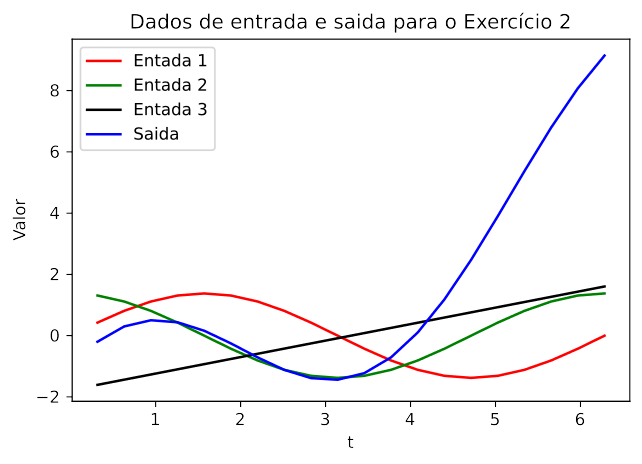 Dados de entrada e saida para o Exercício 2
Entada 1
Entada 2
Entada 3
Saida
8
6
4
2
0
−2
Valor
1
2
3
4
5
6
t